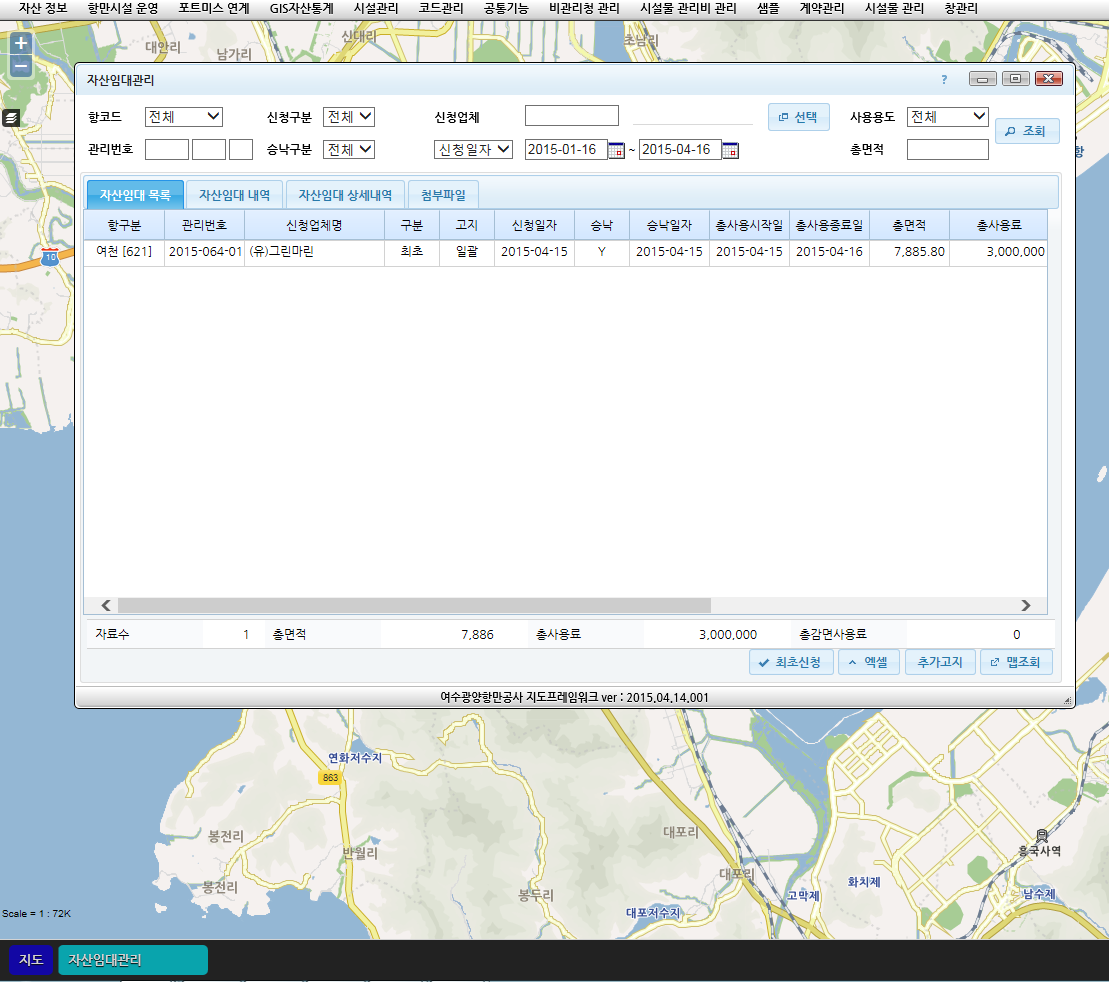 자산 정보 항만시설 운영 포트미스 연계 GIS자산통계 시설관리 코드관리 공통기능 비관리청 관리 시설물 관리비 관리 샘플 계약관리 시설물 관리 창관리
신대리
초남리
대안리
남가리
+
−
자산임대관리 ?
항코드 전체 신청구분 전체 신청업체 선택 사용용도 전체
조회
관리번호 승낙구분 전체 신청일자 2015-01-16 ~ 2015-04-16 총면적
항
자산임대 목록 자산임대 내역 자산임대 상세내역 첨부파일
항구분 관리번호 신청업체명 구분 고지 신청일자 승낙 승낙일자 총사용시작일 총사용종료일 총면적 총사용료
여천 [621] 2015-064-01 (유)그린마린 최초 일괄 2015-04-15 Y 2015-04-15 2015-04-15 2015-04-16 7,885.80 3,000,000
10
자료수 1 총면적 7,886 총사용료 3,000,000 총감면사용료 0
최초신청 엑셀 추가고지 맵조회
여수광양항만공사 지도프레임워크 ver : 2015.04.14.001
연화저수지
863
봉전리
대포리
반월리
흥국사역
대포리
화치제
봉전리
봉두리
고막제
남수제
대포저수지
Scale = 1 : 72K
지도 자산임대관리